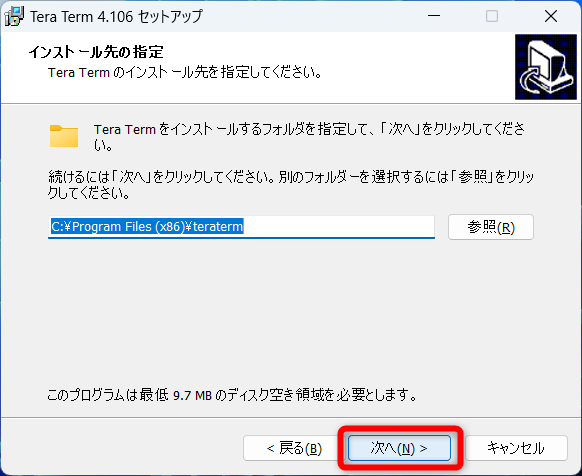 Tera Term 4.106 セットアップ
インストール先の指定
Tera Term のインストール先を指定してください。
Tera Term をインストールするフォルダを指定して、「次へ」をクリックしてくださ
い。
続けるには「次へ」をクリックしてください。別のフォルダーを選択するには「参照」をクリッ
クしてください。
C:¥Program Files (x86)¥teraterm
参照(R)
このプログラムは最低 9.7 MB のディスク空き領域を必要とします。
< 戻る(B)
次へ(N) >
キャンセル